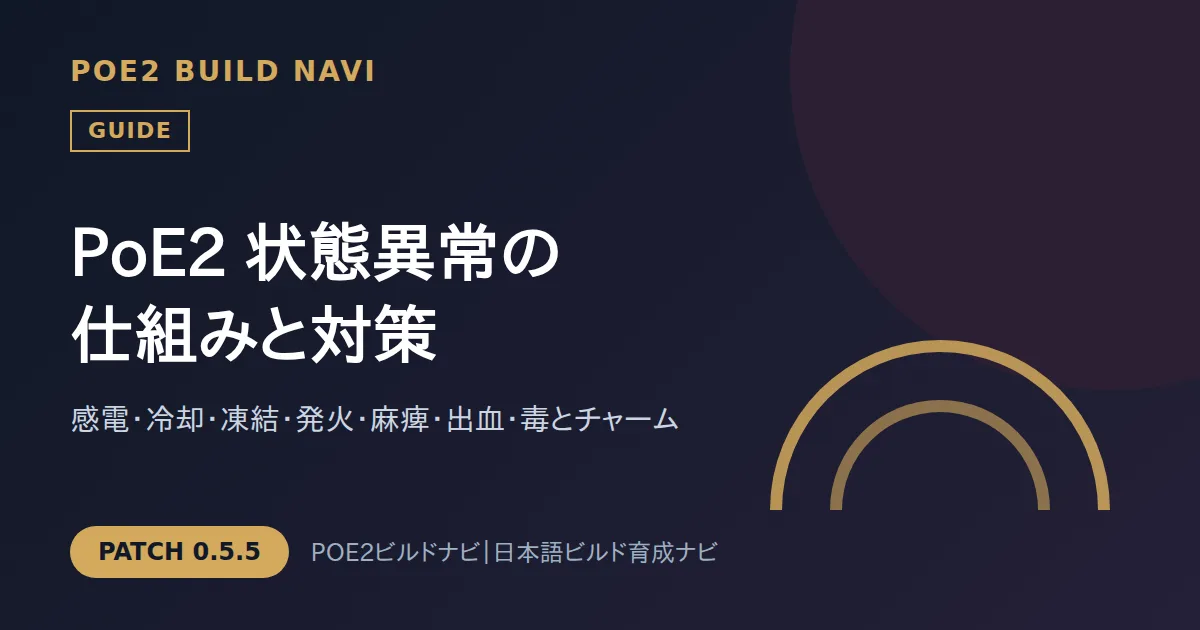 POE2 BUILD NAVI
GUIDE
PoE2 状態異常の
仕組みと対策
感電・冷却・凍結・発火・麻痺・出血・毒とチャーム
PATCH 0.5.5
POE2ビルドナビ|日本語ビルド育成ナビ